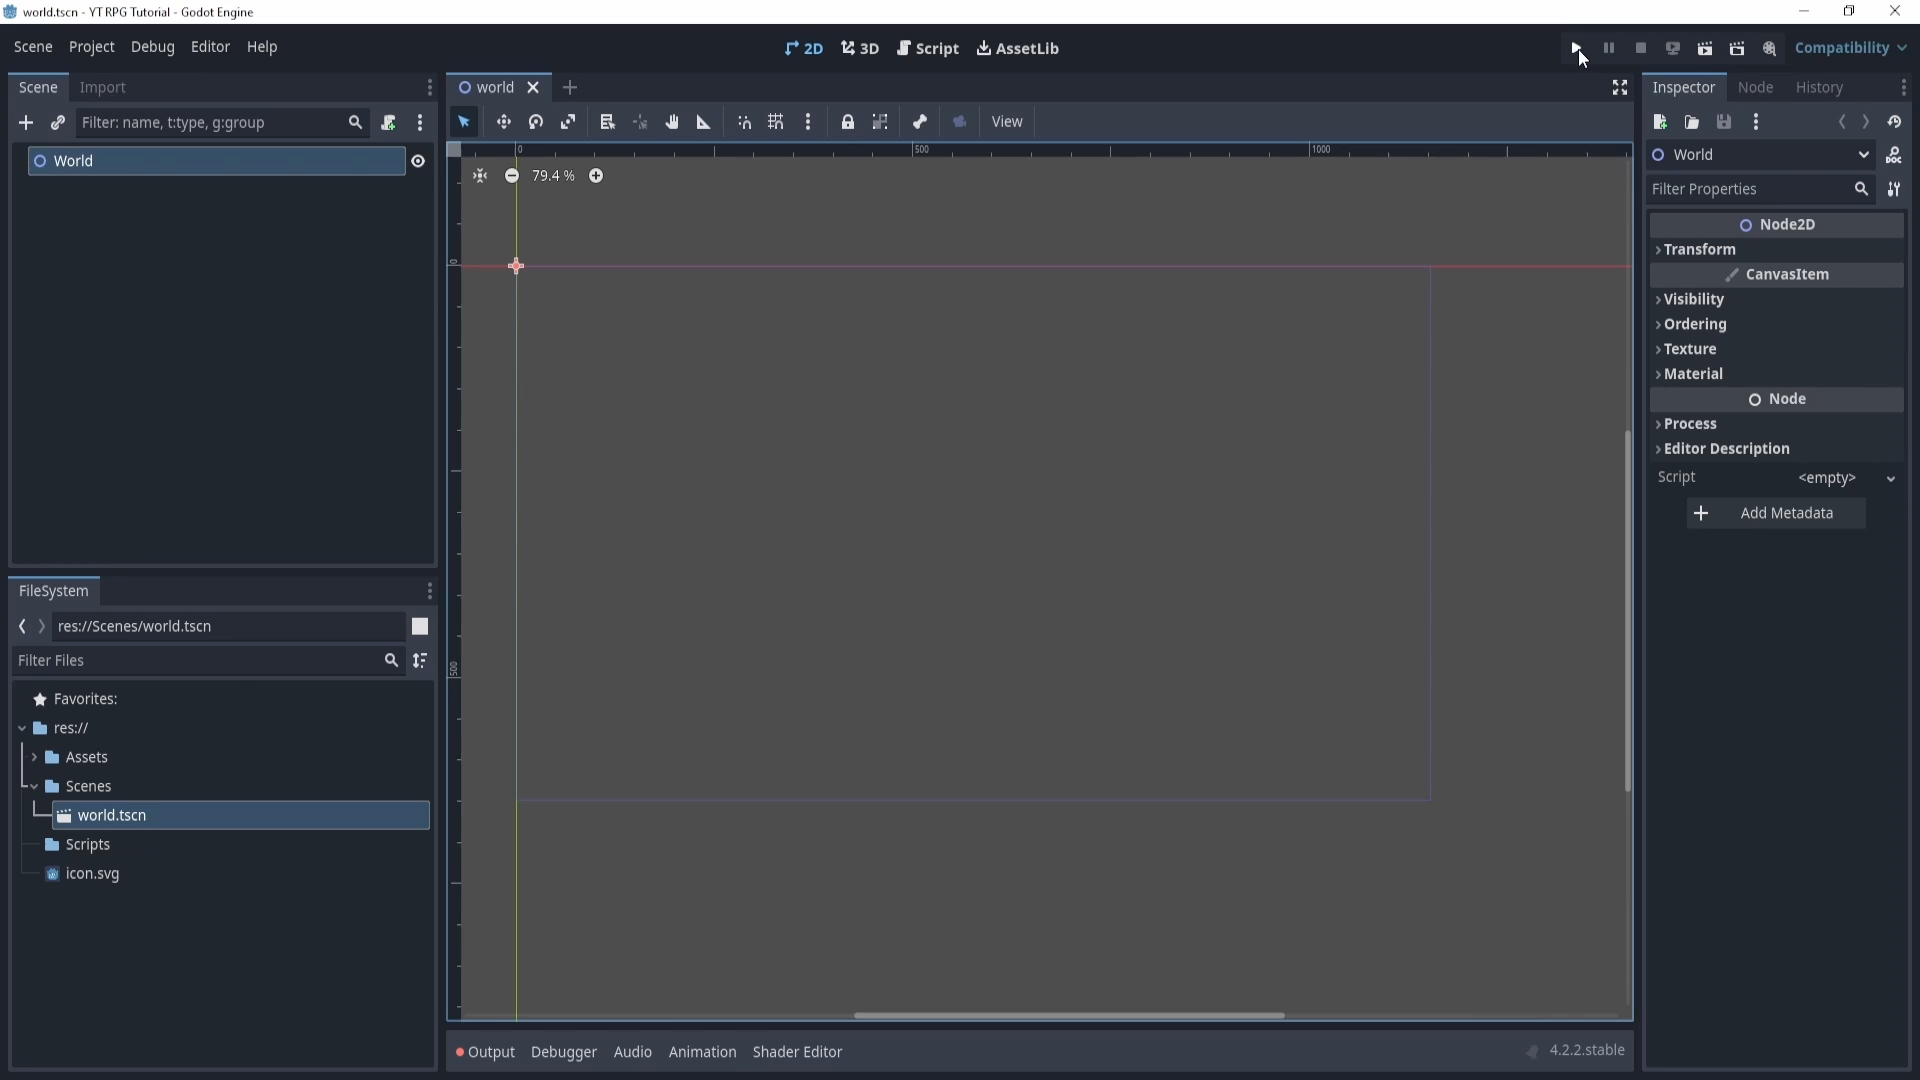 world.tscn - YT RPG Tutorial - Godot Engine
Scene Project Debug Editor Help
2D 3D Script AssetLib
Compatibility
Scene Import
world
Inspector Node History
Filter: name, t:type, g:group
View
World
World
DOC
0 500 1000
79.4 %
Filter Properties
Node2D
Transform
CanvasItem
Visibility
Ordering
Texture
Material
Node
Process
Editor Description
Script <empty>
Add Metadata
0
500
FileSystem
res://Scenes/world.tscn
Filter Files
Favorites:
res://
Assets
Scenes
world.tscn
Scripts
icon.svg
Output Debugger Audio Animation Shader Editor
4.2.2.stable